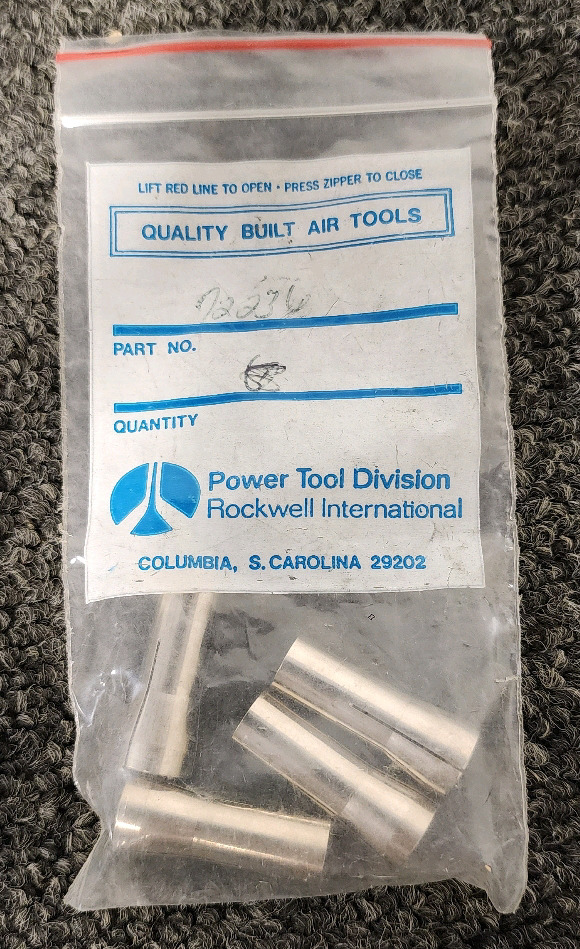 LIFT RED LINE TO OPEN • PRESS ZIPPER TO CLOSE
QUALITY BUILT AIR TOOLS
72236
PART NO.
QUANTITY
Power Tool Division
Rockwell International
COLUMBIA, S. CAROLINA 29202